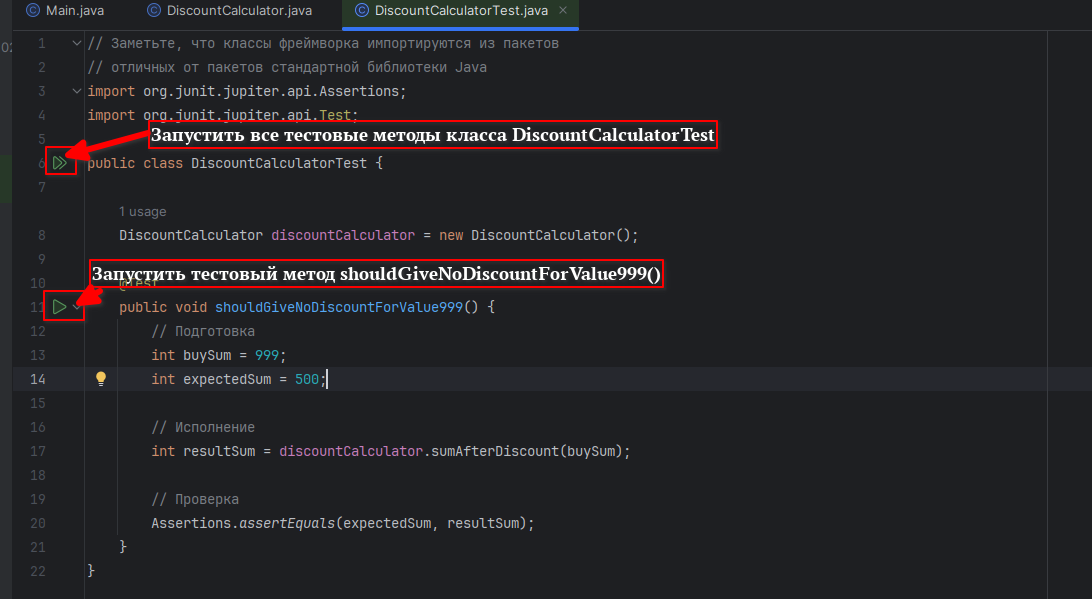 Main.java DiscountCalculator.java DiscountCalculatorTest.java
1 // Заметьте, что классы фреймворка импортируются из пакетов
2 // отличных от пакетов стандартной библиотеки Java
3 import org.junit.jupiter.api.Assertions;
4 import org.junit.jupiter.api.Test;
5 Запустить все тестовые методы класса DiscountCalculatorTest
6 public class DiscountCalculatorTest {
7
1 usage
8 DiscountCalculator discountCalculator = new DiscountCalculator();
9
Запустить тестовый метод shouldGiveNoDiscountForValue999()
10 @Test
11 public void shouldGiveNoDiscountForValue999() {
12 // Подготовка
13 int buySum = 999;
14 int expectedSum = 500;
15
16 // Исполнение
17 int resultSum = discountCalculator.sumAfterDiscount(buySum);
18
19 // Проверка
20 Assertions.assertEquals(expectedSum, resultSum);
21 }
22 }